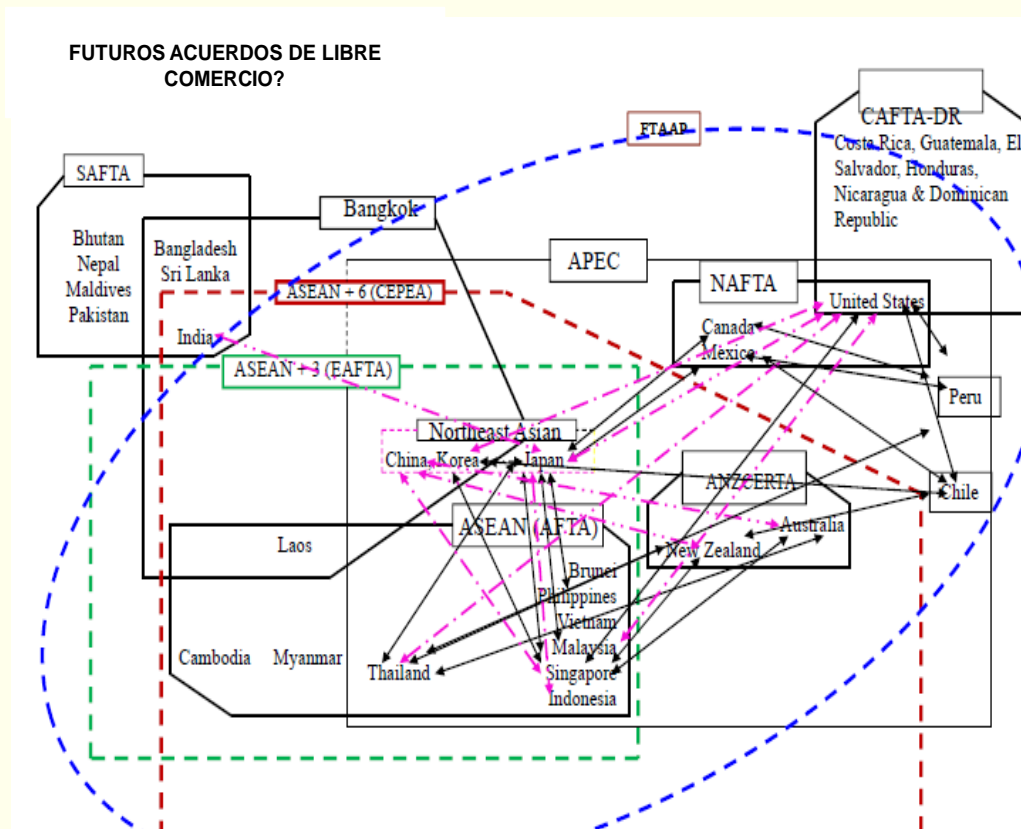 FUTUROS ACUERDOS DE LIBRE
COMERCIO?
FTAAP
CAFTA-DR
Costa Rica, Guatemala, El
Salvador, Honduras,
Nicaragua & Dominican
Republic
SAFTA
Bhutan
Nepal
Maldives
Pakistan
Bangladesh
Sri Lanka
India
Bangkok
APEC
NAFTA
United States
Canada
Mexico
ASEAN + 6 (CEPEA)
ASEAN + 3 (EAFTA)
Peru
Northeast Asian
China Korea Japan
ANZCERTA
Chile
Australia
New Zealand
ASEAN (AFTA)
Laos
Brunei
Philippines
Vietnam
Malaysia
Cambodia Myanmar Thailand Singapore
Indonesia